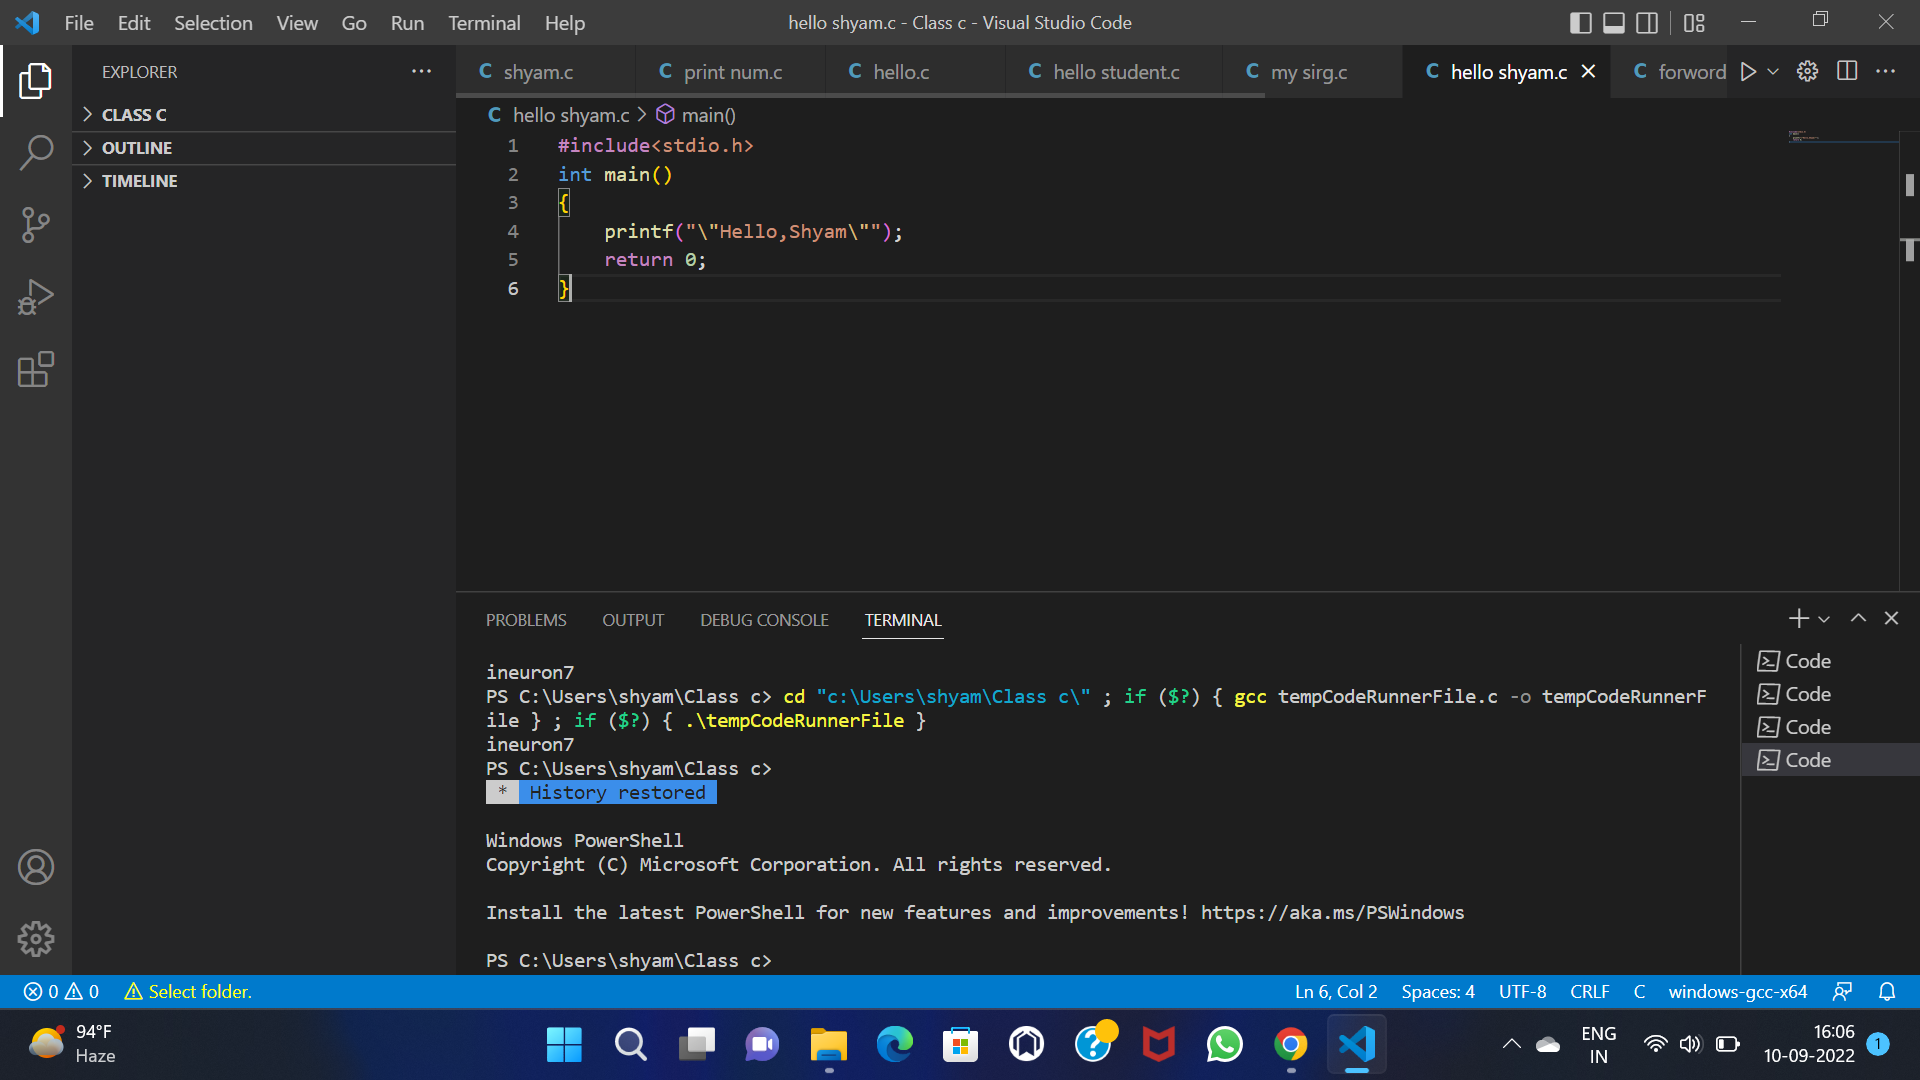 File Edit Selection View Go Run Terminal Help
hello shyam.c - Class c - Visual Studio Code
EXPLORER
CLASS C
OUTLINE
TIMELINE
C shyam.c C print num.c C hello.c C hello student.c C my sirg.c C hello shyam.c C forword
C hello shyam.c > main()
1 #include<stdio.h>
2 int main()
3 {
4     printf("\"Hello,Shyam\"");
5     return 0;
6 }
PROBLEMS OUTPUT DEBUG CONSOLE TERMINAL
ineuron7
PS C:\Users\shyam\Class c> cd "c:\Users\shyam\Class c\" ; if ($?) { gcc tempCodeRunnerFile.c -o tempCodeRunnerF
ile } ; if ($?) { .\tempCodeRunnerFile }
ineuron7
PS C:\Users\shyam\Class c>
* History restored
Windows PowerShell
Copyright (C) Microsoft Corporation. All rights reserved.
Install the latest PowerShell for new features and improvements! https://aka.ms/PSWindows
PS C:\Users\shyam\Class c>
Code
Code
Code
Code
0 0 Select folder.
Ln 6, Col 2 Spaces: 4 UTF-8 CRLF C windows-gcc-x64
94°F
Haze
ENG
IN
16:06
10-09-2022
1